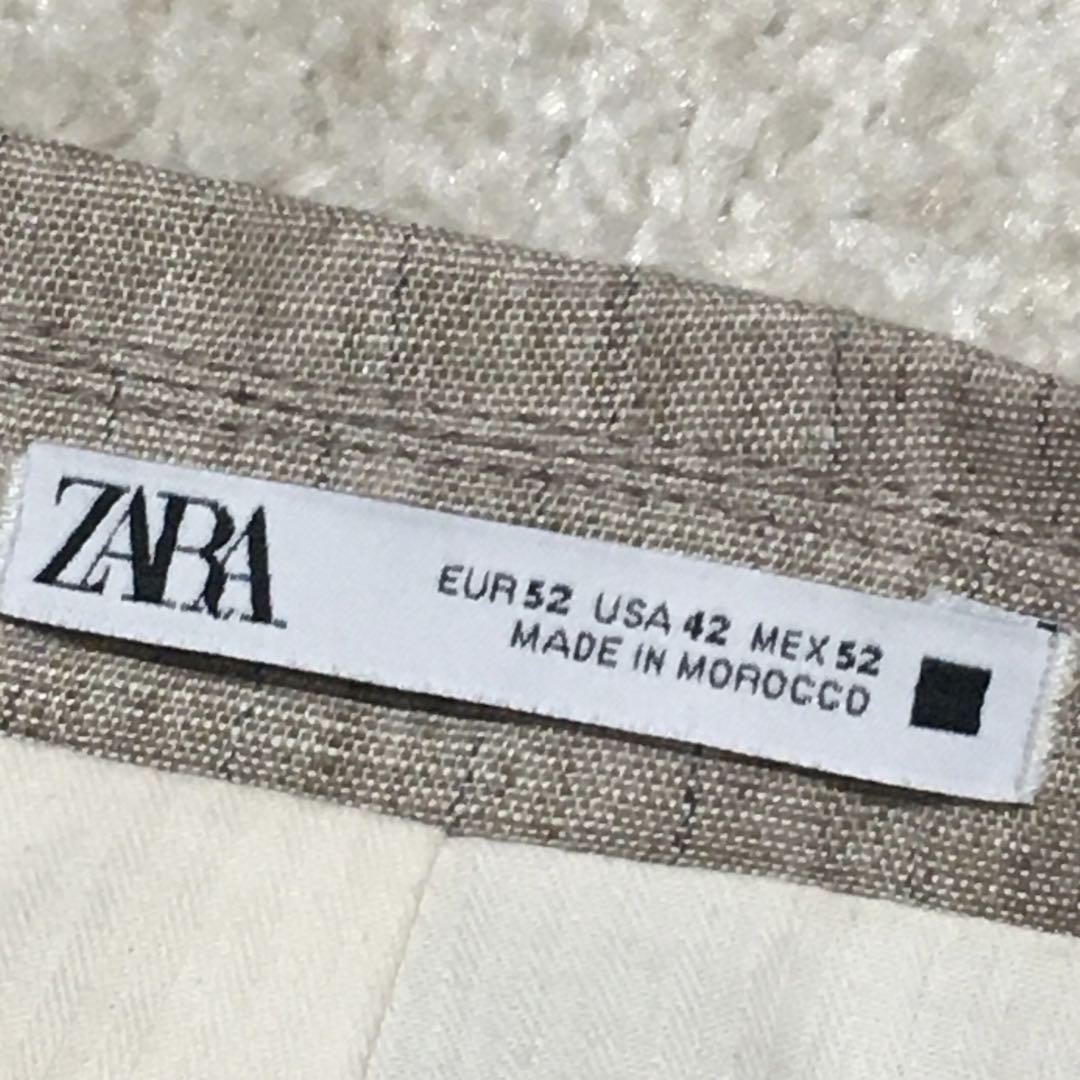 ZARA
EUR 52 USA 42 MEX 52
MADE IN MOROCCO